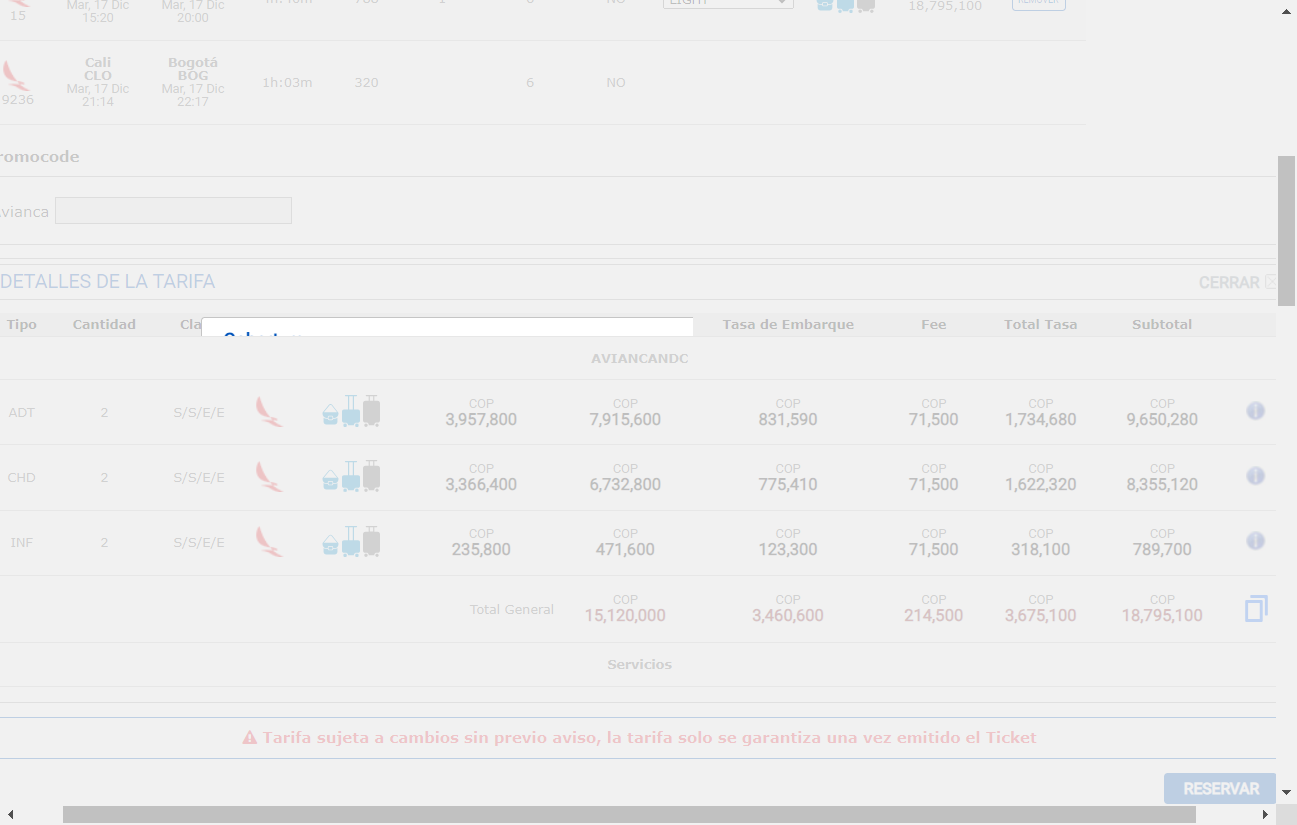 15
Mar, 17 Dic
15:20
Mar, 17 Dic
20:00
NO
18,795,100
9236
Cali
CLO
Mar, 17 Dic
21:14
Bogotá
BOG
Mar, 17 Dic
22:17
1h:03m
320
6
NO
romocode
vianca
DETALLES DE LA TARIFA
CERRAR
Tipo Cantidad Cla Tasa de Embarque Fee Total Tasa Subtotal
AVIANCANDC
ADT 2 S/S/E/E COP 3,957,800 COP 7,915,600 COP 831,590 COP 71,500 COP 1,734,680 COP 9,650,280
CHD 2 S/S/E/E COP 3,366,400 COP 6,732,800 COP 775,410 COP 71,500 COP 1,622,320 COP 8,355,120
INF 2 S/S/E/E COP 235,800 COP 471,600 COP 123,300 COP 71,500 COP 318,100 COP 789,700
Total General COP 15,120,000 COP 3,460,600 COP 214,500 COP 3,675,100 COP 18,795,100
Servicios
Tarifa sujeta a cambios sin previo aviso, la tarifa solo se garantiza una vez emitido el Ticket
RESERVAR